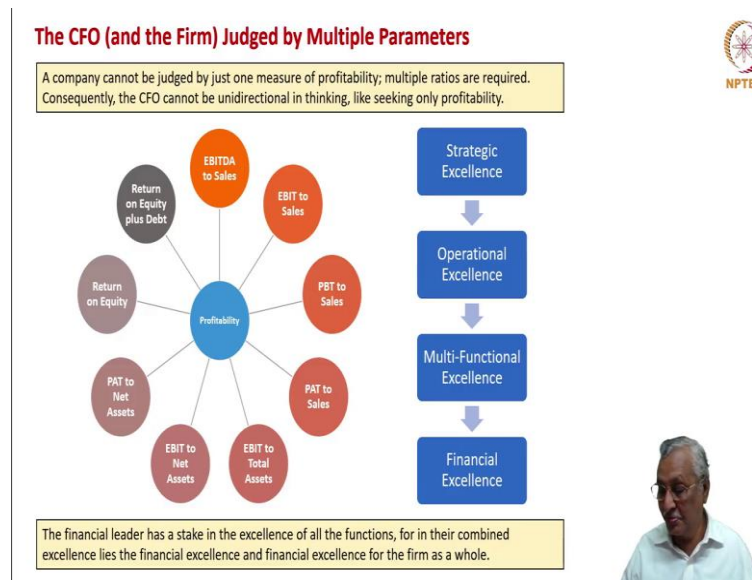 The CFO (and the Firm) Judged by Multiple Parameters
NPTE
A company cannot be judged by just one measure of profitability; multiple ratios are required.
Consequently, the CFO cannot be unidirectional in thinking, like seeking only profitability.
EBITDA
to Sales
EBIT to
Sales
PBT to
Sales
PAT to
Sales
EBIT to
Total
Assets
EBIT to
Net
Assets
PAT to
Net
Assets
Return
on Equity
Return
on Equity
plus Debt
Profitability
Strategic
Excellence
Operational
Excellence
Multi-Functional
Excellence
Financial
Excellence
The financial leader has a stake in the excellence of all the functions, for in their combined
excellence lies the financial excellence and financial excellence for the firm as a whole.